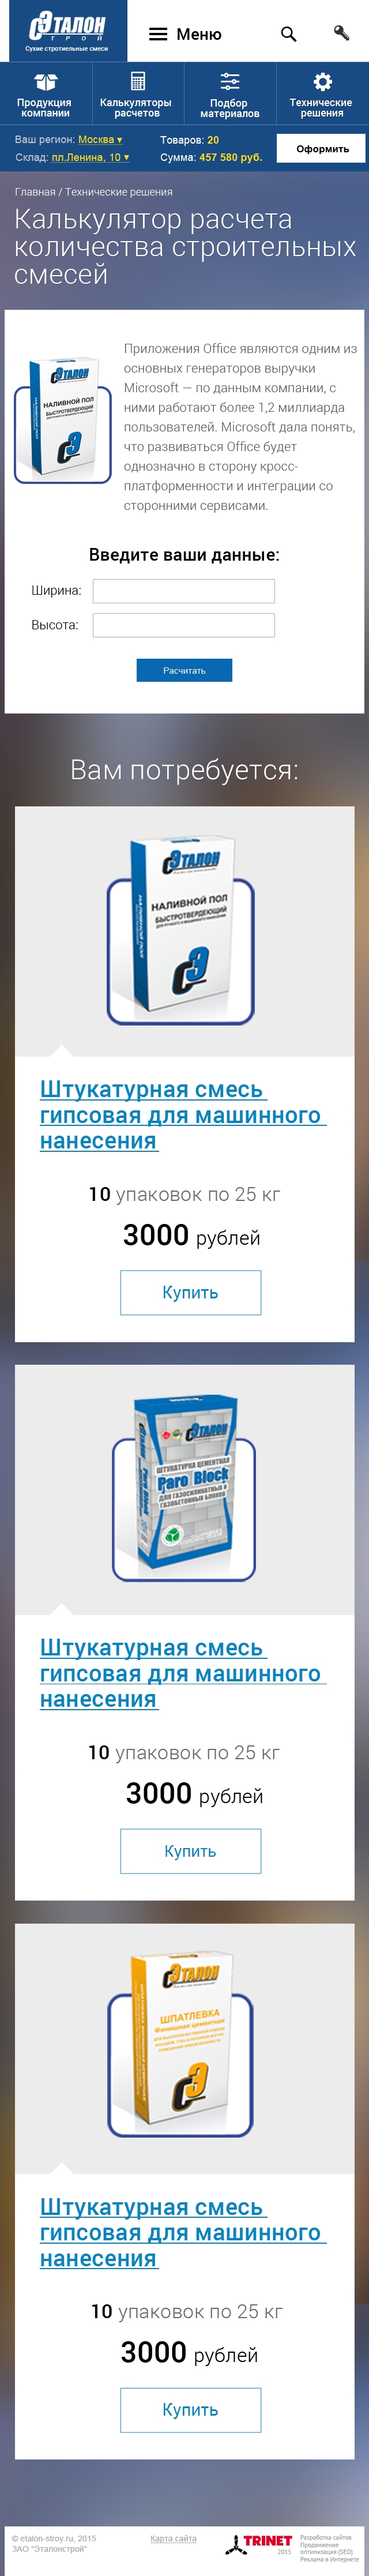 Эталон
СТРОЙ
Сухие стротиельные смеси
Меню
Продукция
компании
Калькуляторы
расчетов
Подбор
материалов
Технические
решения
Ваш регион: Москва ▾
Склад: пл.Ленина, 10 ▾
Товаров: 20
Сумма: 457 580 руб.
Оформить
Главная / Технические решения
Калькулятор расчета
количества строительных
смесей
Эталон
НАЛИВНОЙ ПОЛ
БЫСТРОТВЕРДЕЮЩИЙ
Приложения Office являются одним из
основных генераторов выручки
Microsoft — по данным компании, с
ними работают более 1,2 миллиарда
пользователей. Microsoft дала понять,
что развиваться Office будет
однозначно в сторону кросс-
платформенности и интеграции со
сторонними сервисами.
Введите ваши данные:
Ширина:
Высота:
Расчитать
Вам потребуется:
Эталон
НАЛИВНОЙ ПОЛ
БЫСТРОТВЕРДЕЮЩИЙ
ДЛЯ РУЧНОГО И МАШИННОГО НАНЕСЕНИЯ
Штукатурная смесь
гипсовая для машинного
нанесения
10 упаковок по 25 кг
3000 рублей
Купить
Эталон
ШТУКАТУРКА ЦЕМЕНТНАЯ
Paro Block
ДЛЯ ГАЗОСИЛИКАТНЫХ И
ГАЗОБЕТОННЫХ БЛОКОВ
Штукатурная смесь
гипсовая для машинного
нанесения
10 упаковок по 25 кг
3000 рублей
Купить
Эталон
ШПАТЛЕВКА
Финишная цементная
Штукатурная смесь
гипсовая для машинного
нанесения
10 упаковок по 25 кг
3000 рублей
Купить
© etalon-stroy.ru, 2015
ЗАО "Эталонстрой"
Карта сайта
TRINET
2015
Разработка сайтов
Продвижение
оптимизация (SEO)
Реклама в Интернете